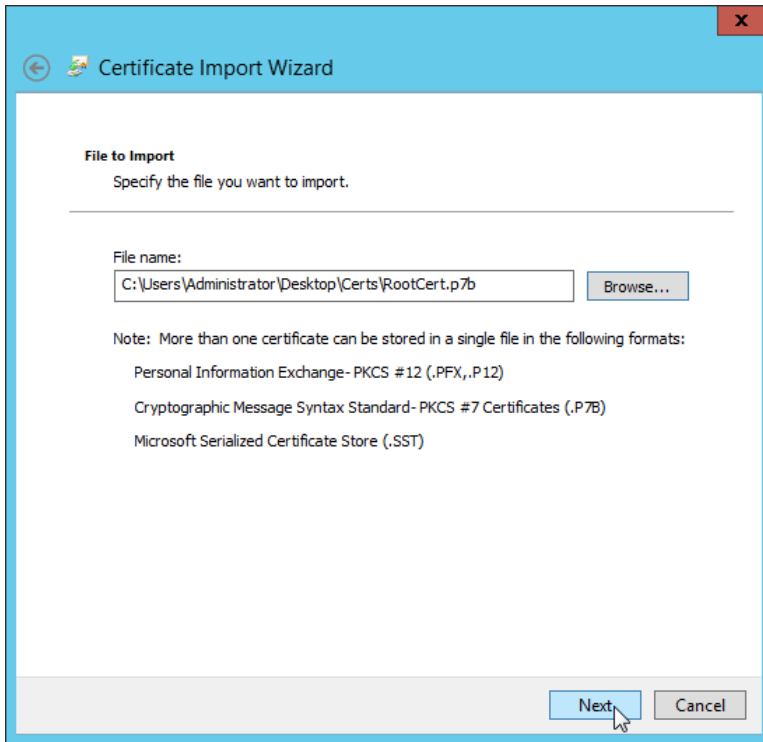 x
Certificate Import Wizard
File to Import
Specify the file you want to import.
File name:
C:\Users\Administrator\Desktop\Certs\RootCert.p7b
Browse...
Note: More than one certificate can be stored in a single file in the following formats:
Personal Information Exchange- PKCS #12 (.PFX,.P12)
Cryptographic Message Syntax Standard- PKCS #7 Certificates (.P7B)
Microsoft Serialized Certificate Store (.SST)
Next
Cancel